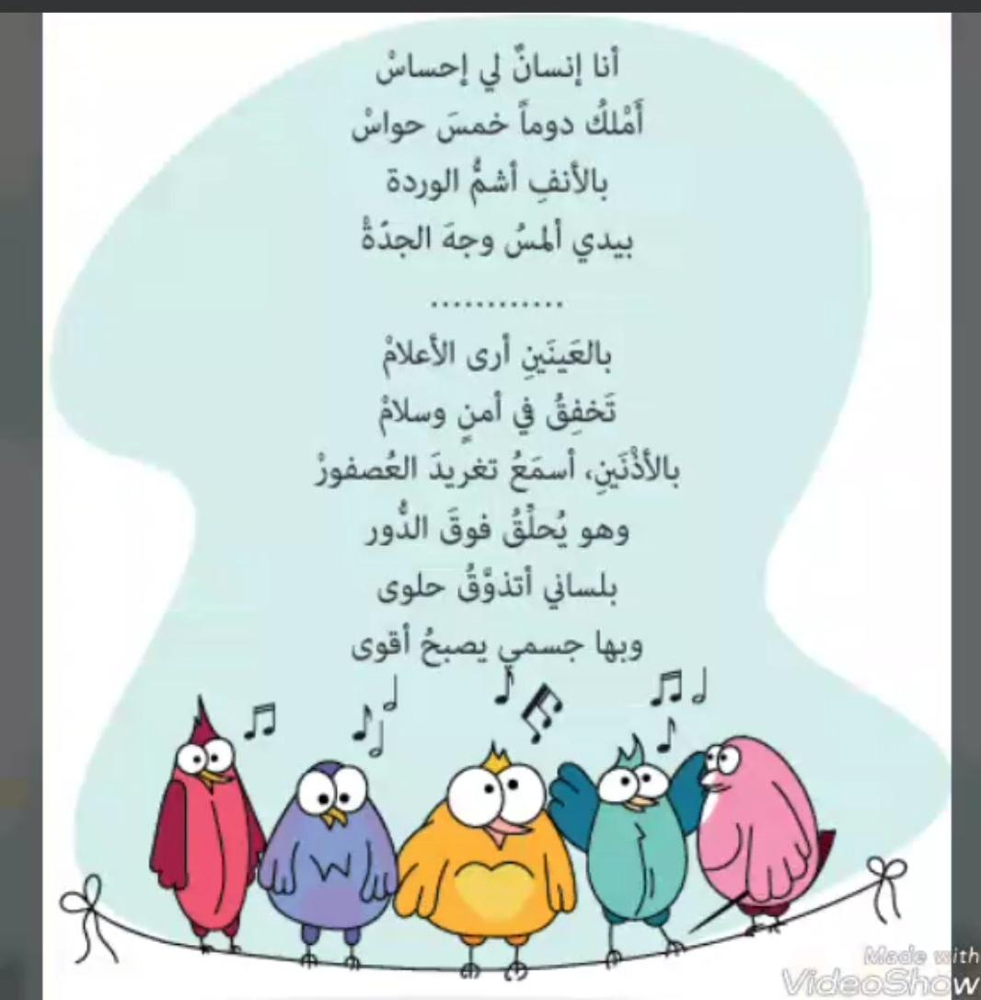 أنا إنسانٌ لي إحساسْ
أَمْلكُ دوماً خمسَ حواسْ
بالأنفِ أشمُّ الوردة
بيدي ألمسُ وجهَ الجدّةْ
............
بالعَينَينِ أرى الأعلامْ
تَخفِقُ في أمنٍ وسلامْ
بالأذْنَينِ، أسمَعُ تغريدَ العُصفورْ
وهو يُحلِّقُ فوقَ الدُّور
بلساني أتذوَّقُ حلوى
وبها جسمي يصبحُ أقوى
Made with
VideoShow